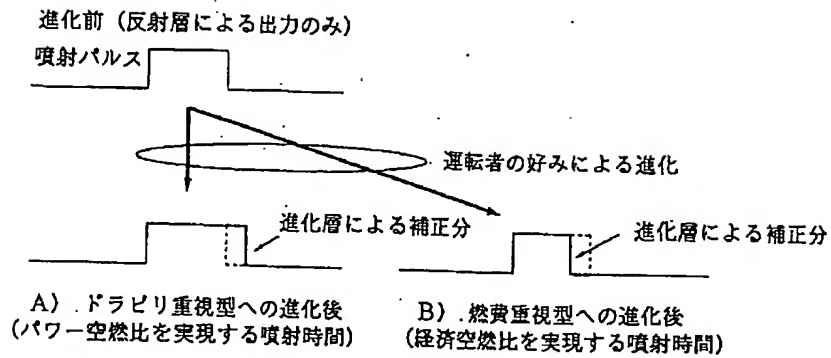 進化前（反射層による出力のみ）
噴射パルス
運転者の好みによる進化
進化層による補正分
進化層による補正分
A）．ドラビリ重視型への進化後
（パワー空燃比を実現する噴射時間）
B）．燃費重視型への進化後
（経済空燃比を実現する噴射時間）